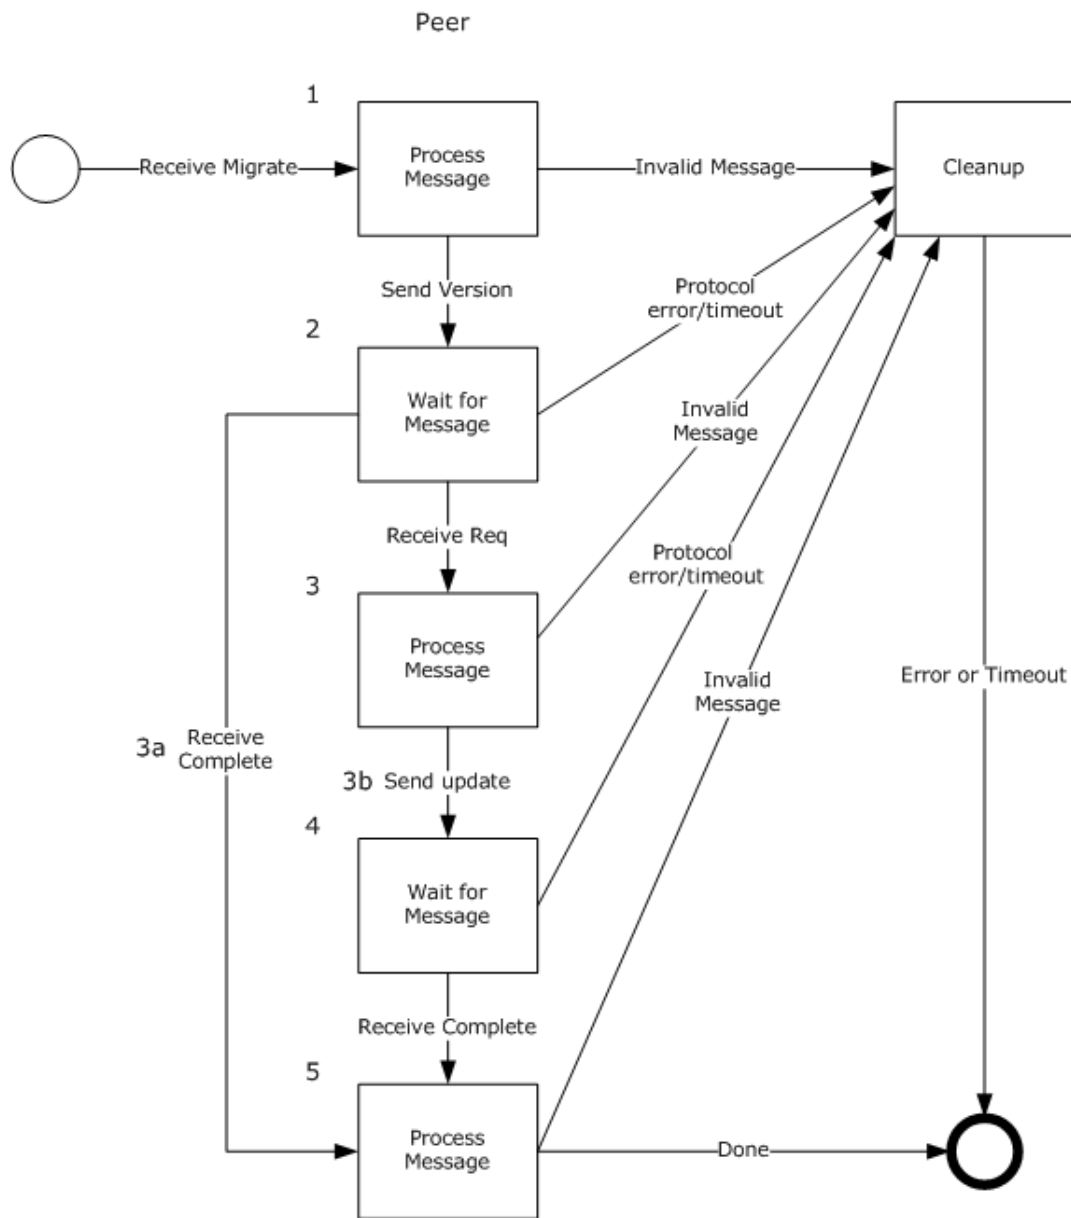 Peer
1
Process
Message
Receive Migrate
Invalid Message
Cleanup
Send Version
Protocol
error/timeout
2
Wait for
Message
Invalid
Message
Receive Req
Protocol
error/timeout
3
Process
Message
Invalid
Message
Error or Timeout
3a
Receive
Complete
3b
Send update
4
Wait for
Message
Receive Complete
5
Process
Message
Done